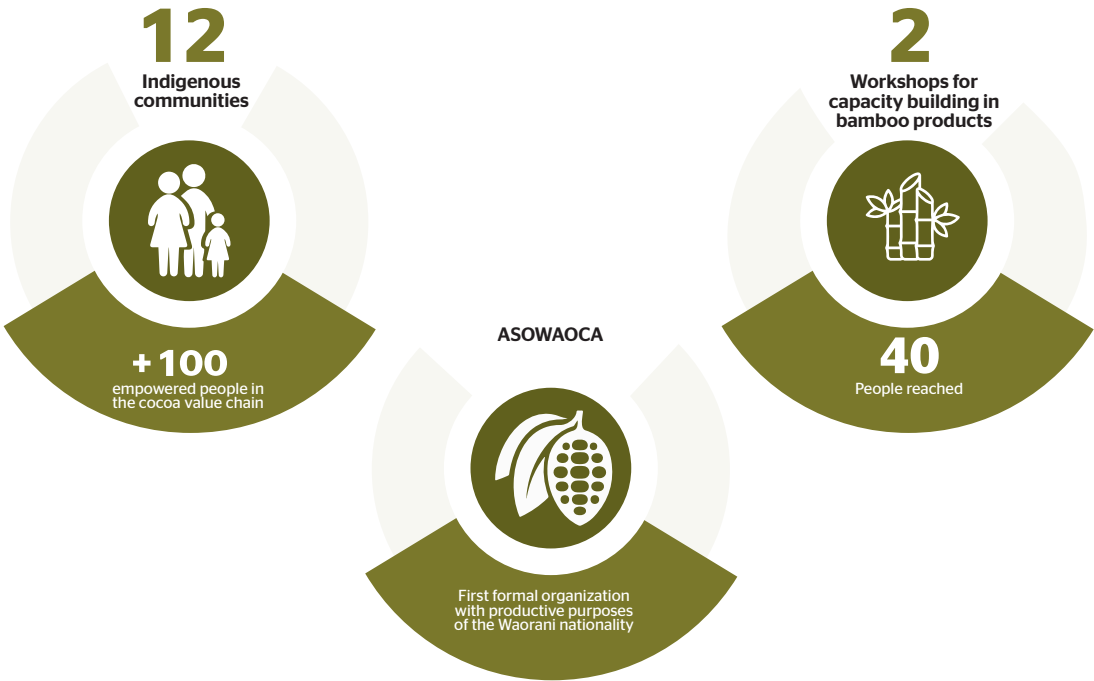 12
Indigenous
communities
+100
empowered people in
the cocoa value chain
ASOWAOCA
First formal organization
with productive purposes
of the Waorani nationality
2
Workshops for
capacity building in
bamboo products
40
People reached